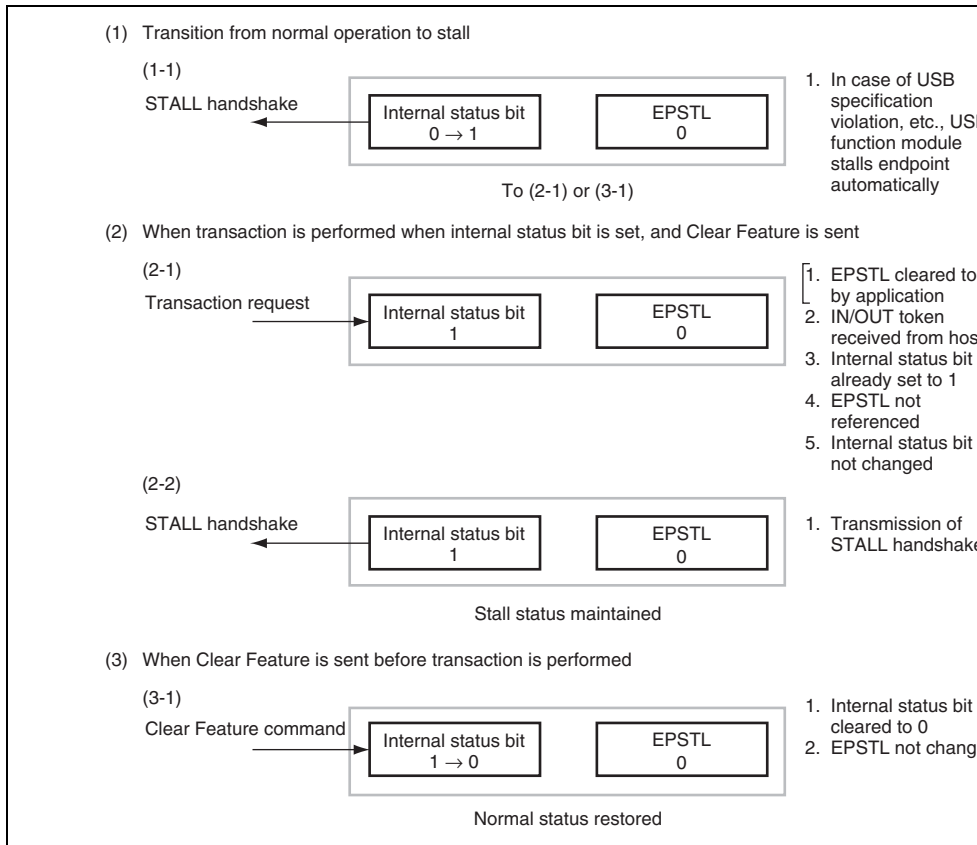 (1) Transition from normal operation to stall
(1-1)
STALL handshake
Internal status bit
0 → 1
EPSTL
0
To (2-1) or (3-1)
1. In case of USB
specification
violation, etc.,
function module
stalls endpoint
automatically
(2) When transaction is performed when internal status bit is set, and Clear Feature is sent
(2-1)
Transaction request
Internal status bit
1
EPSTL
0
1. EPSTL cleared to
by application
2. IN/OUT token
received from
3. Internal status bit
already set to 1
4. EPSTL not
referenced
5. Internal status bit
not changed
(2-2)
STALL handshake
Internal status bit
1
EPSTL
0
Stall status maintained
1. Transmission of
STALL
(3) When Clear Feature is sent before transaction is performed
(3-1)
Clear Feature command
Internal status bit
1 → 0
EPSTL
0
Normal status restored
1. Internal status bit
cleared to 0
2. EPSTL not